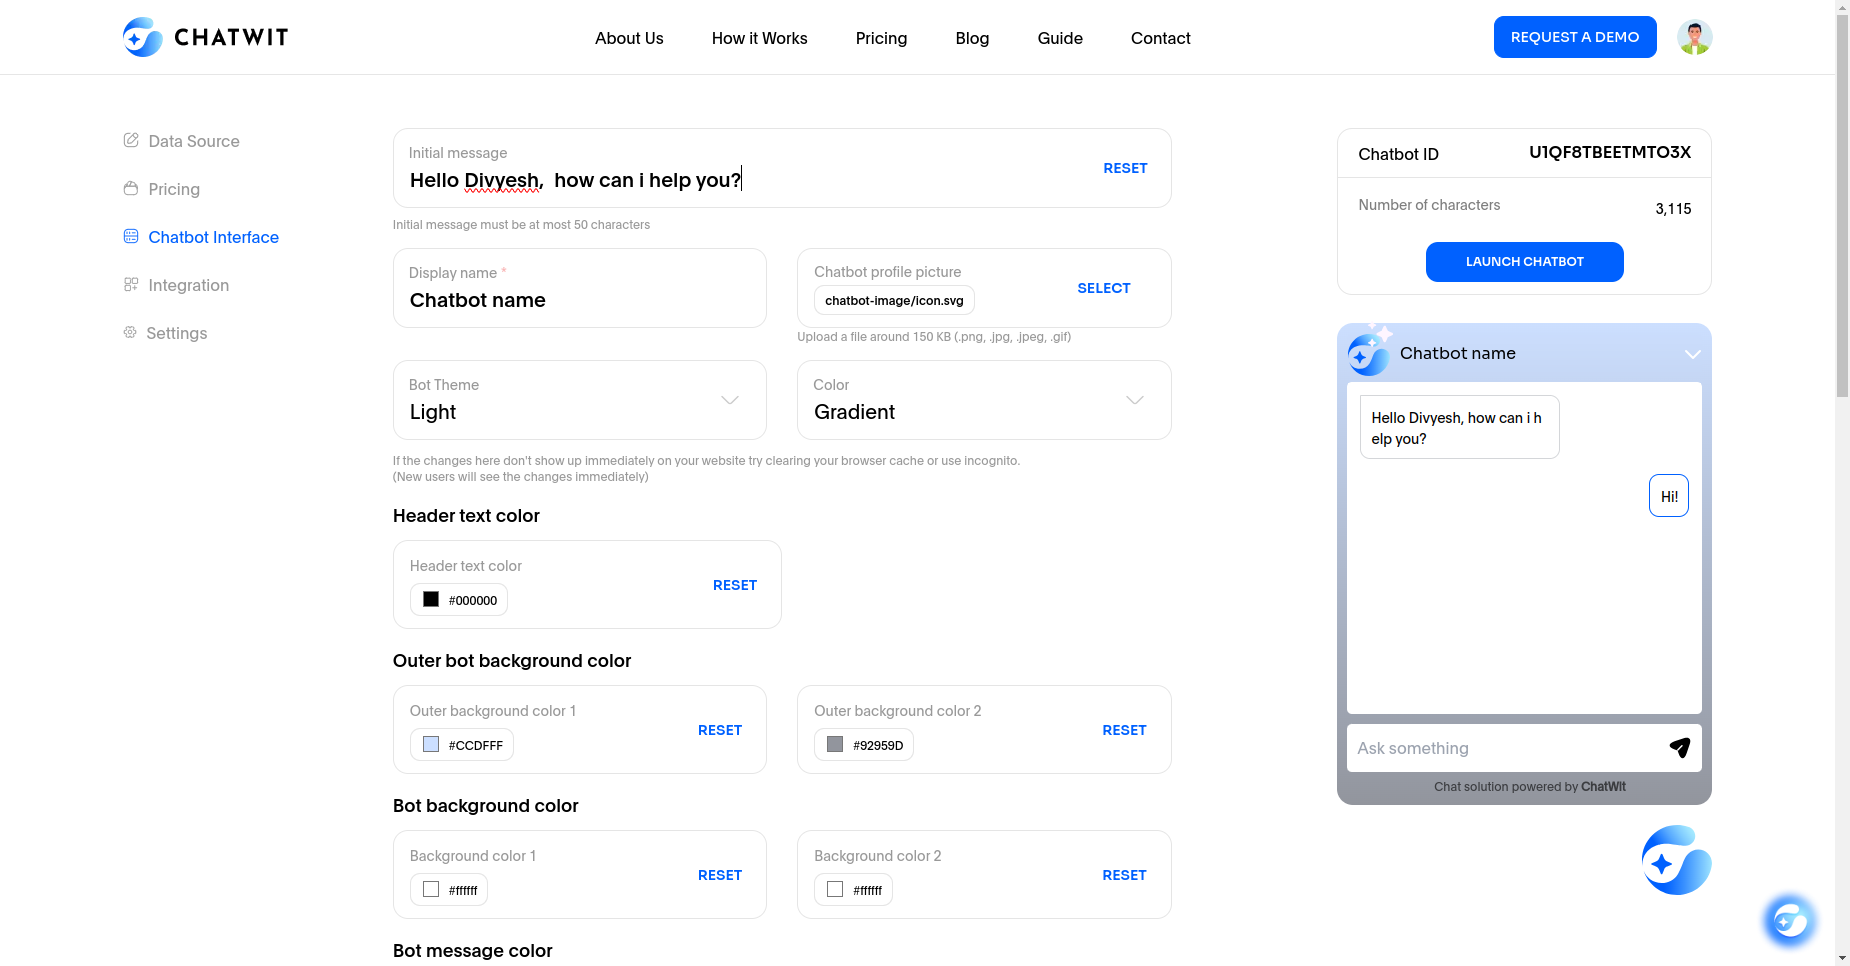 CHATWIT
About Us
How it Works
Pricing
Blog
Guide
Contact
REQUEST A DEMO
Data Source
Pricing
Chatbot Interface
Integration
Settings
Initial message
Hello Divyesh,  how can i help you?
RESET
Initial message must be at most 50 characters
Display name *
Chatbot name
Chatbot profile picture
chatbot-image/icon.svg
SELECT
Upload a file around 150 KB (.png, .jpg, .jpeg, .gif)
Bot Theme
Light
Color
Gradient
If the changes here don't show up immediately on your website try clearing your browser cache or use incognito.
(New users will see the changes immediately)
Header text color
Header text color
#000000
RESET
Outer bot background color
Outer background color 1
#CCDFFF
RESET
Outer background color 2
#92959D
RESET
Bot background color
Background color 1
#ffffff
RESET
Background color 2
#ffffff
RESET
Bot message color
Chatbot ID
U1QF8TBEETMTO3X
Number of characters
3,115
LAUNCH CHATBOT
Chatbot name
Hello Divyesh, how can i h
elp you?
Hi!
Ask something
Chat solution powered by ChatWit